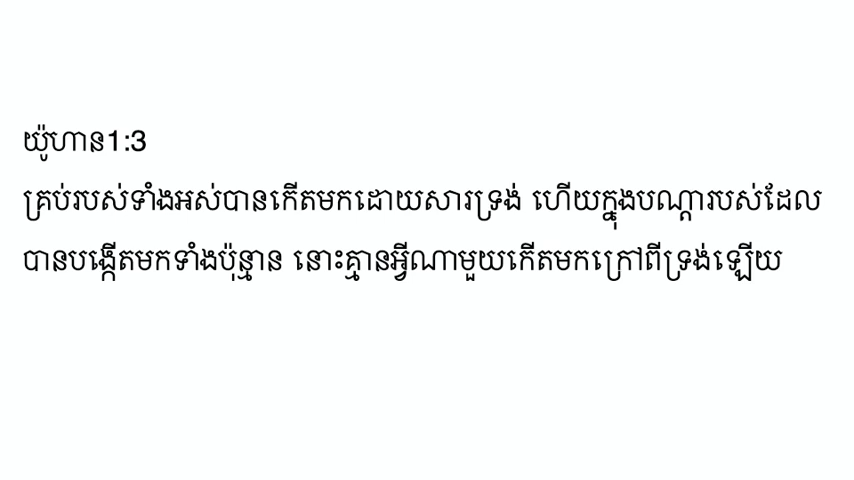 យ៉ូហាន1:3
គ្រប់របស់ទាំងអស់បានកើតមកដោយសារទ្រង់ ហើយក្នុងបណ្តារបស់ដែល
បានបង្កើតមកទាំងប៉ុន្មាន នោះគ្មានអ្វីណាមួយកើតមកក្រៅពីទ្រង់ឡើយ